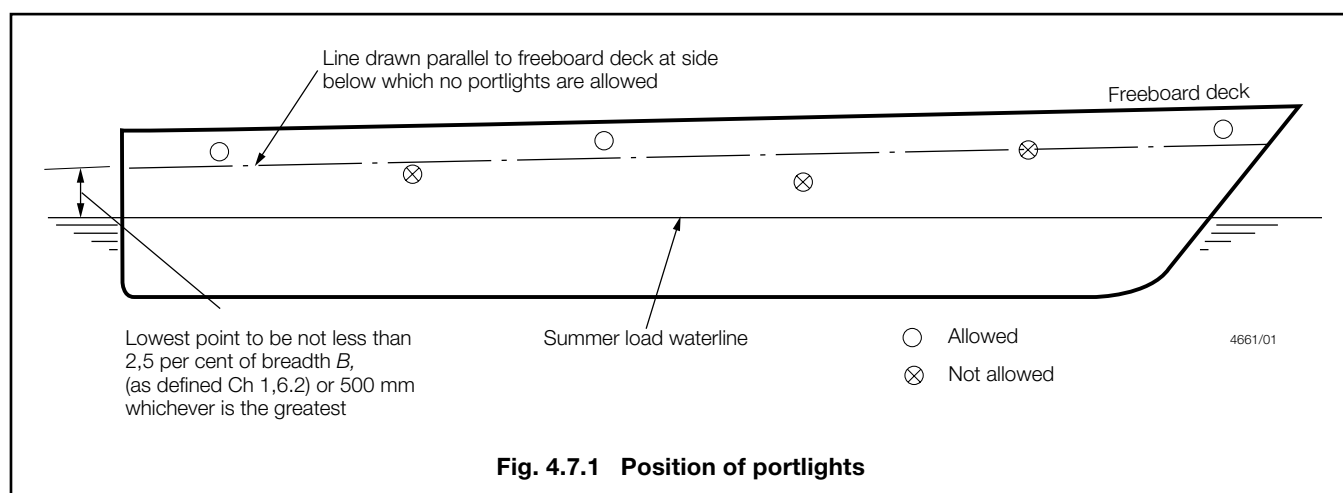 Line drawn parallel to freeboard deck at side
below which no portlights are allowed
Freeboard deck
Lowest point to be not less than
2,5 per cent of breadth B,
(as defined Ch 1,6.2) or 500 mm
whichever is the greatest
Summer load waterline
Allowed
Not allowed
4661/01
Fig. 4.7.1 Position of portlights